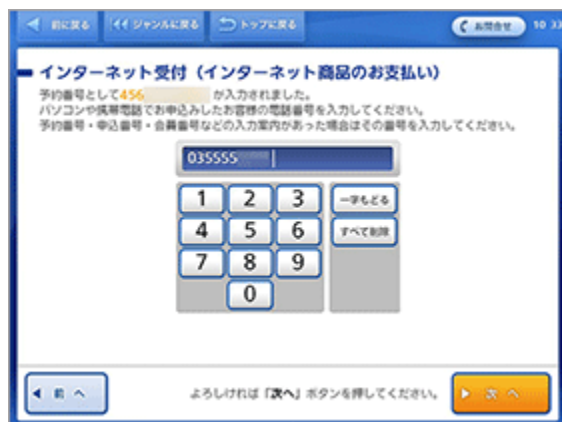 前に戻る ジャンルに戻る トップに戻る お問合せ 10 33
インターネット受付（インターネット商品のお支払い）
予約番号として456 が入力されました。
パソコンや携帯電話でお申込みしたお客様の電話番号を入力してください。
予約番号・申込番号・会員番号などの入力案内があった場合はその番号を入力してください。
035555
1 2 3 一字もどる
4 5 6 すべて削除
7 8 9
0
前 へ よろしければ「次へ」ボタンを押してください。 次 へ